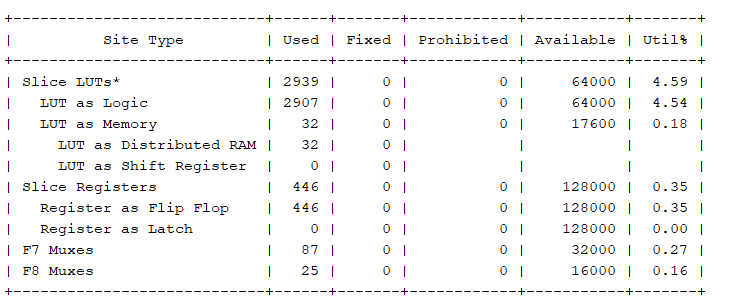 +----------------------------+------+-------+------------+-----------+-------+
|          Site Type         | Used | Fixed | Prohibited | Available | Util% |
+----------------------------+------+-------+------------+-----------+-------+
| Slice LUTs*                | 2939 |     0 |          0 |     64000 |  4.59 |
|   LUT as Logic             | 2907 |     0 |          0 |     64000 |  4.54 |
|   LUT as Memory            |   32 |     0 |          0 |     17600 |  0.18 |
|     LUT as Distributed RAM |   32 |     0 |            |           |       |
|     LUT as Shift Register  |    0 |     0 |            |           |       |
| Slice Registers            |  446 |     0 |          0 |    128000 |  0.35 |
|   Register as Flip Flop    |  446 |     0 |          0 |    128000 |  0.35 |
|   Register as Latch        |    0 |     0 |          0 |    128000 |  0.00 |
| F7 Muxes                   |   87 |     0 |          0 |     32000 |  0.27 |
| F8 Muxes                   |   25 |     0 |          0 |     16000 |  0.16 |
+----------------------------+------+-------+------------+-----------+-------+